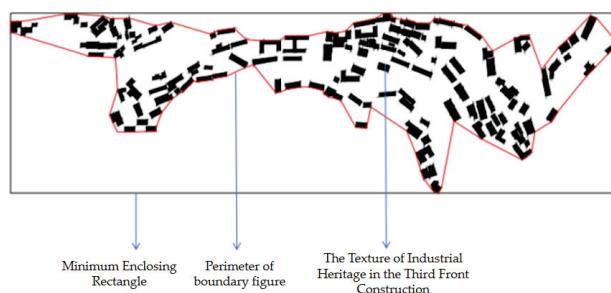 Minimum Enclosing
Rectangle
Perimeter of
boundary figure
The Texture of Industrial
Heritage in the Third Front
Construction